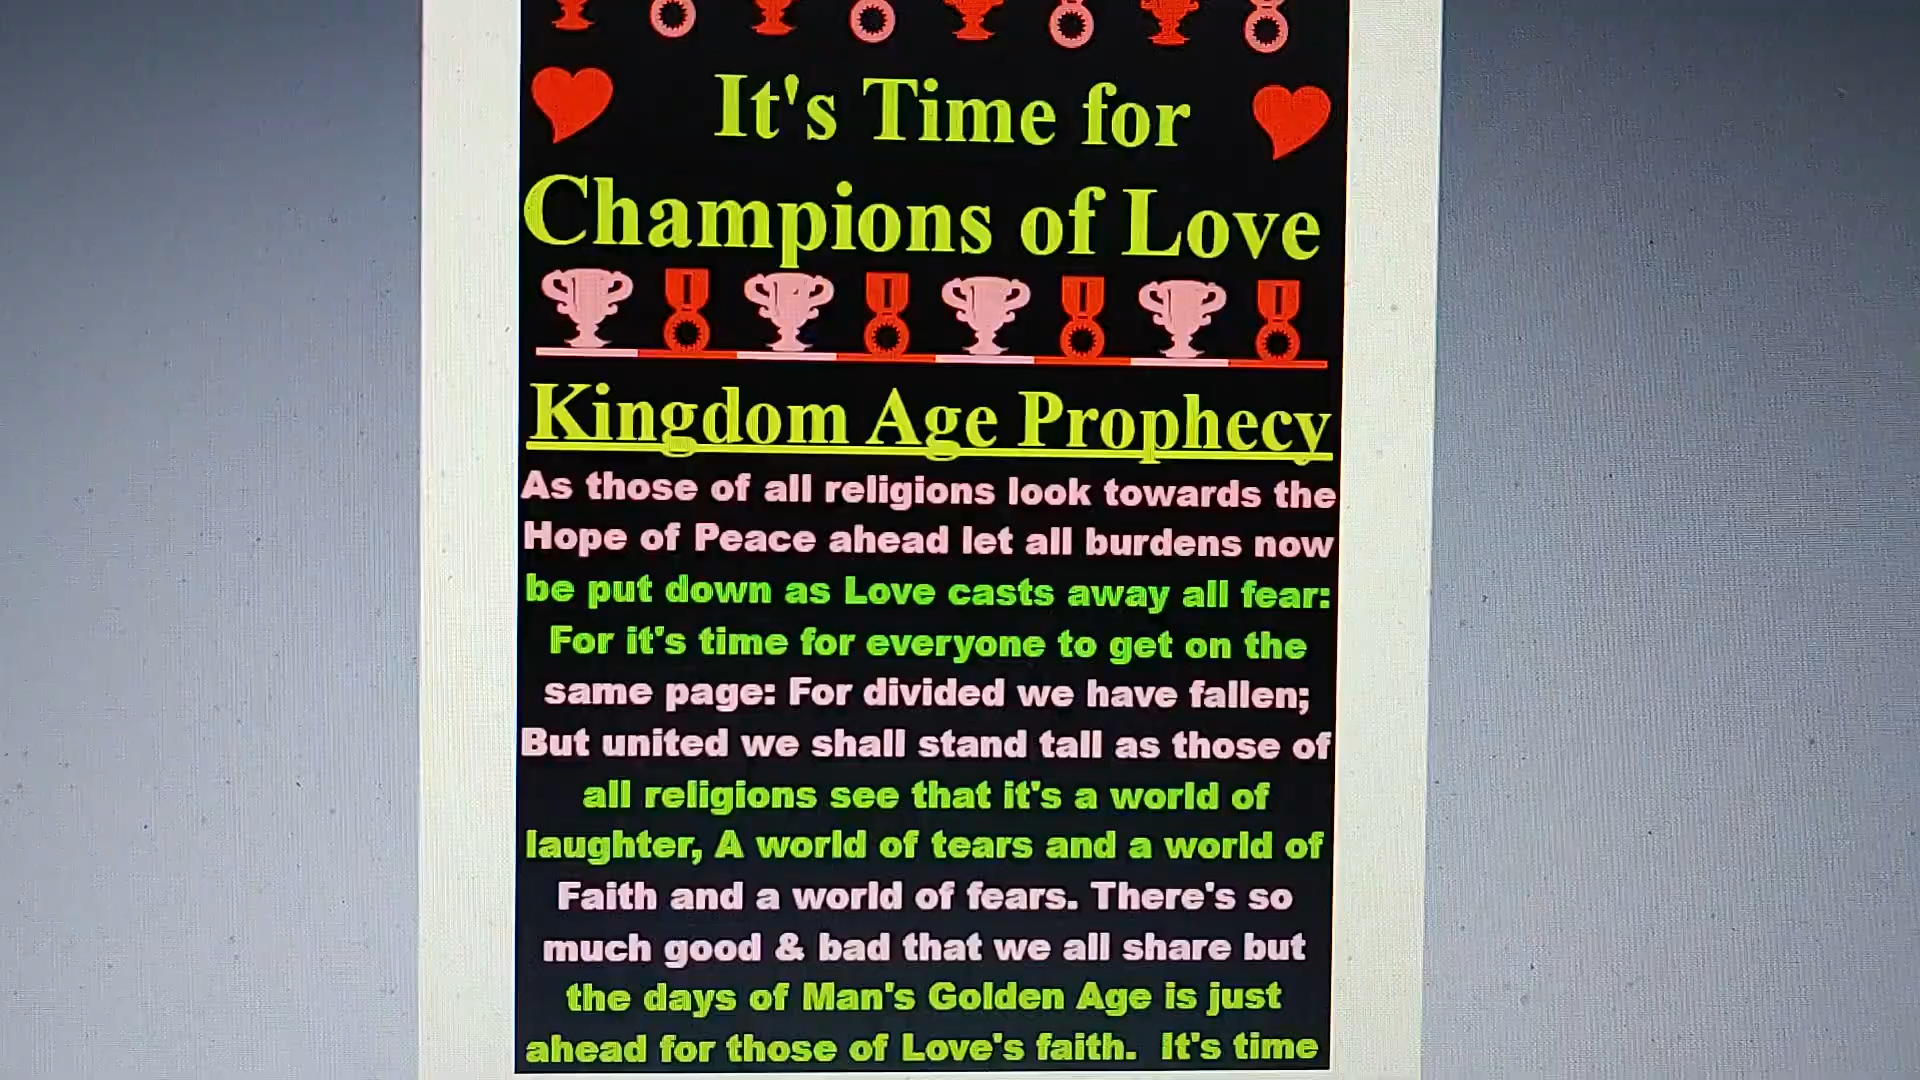 It's Time for
Champions of Love
Kingdom Age Prophecy
As those of all religions look towards the
Hope of Peace ahead let all burdens now
be put down as Love casts away all fear:
For it's time for everyone to get on the
same page: For divided we have fallen;
But united we shall stand tall as those of
all religions see that it's a world of
laughter, A world of tears and a world of
Faith and a world of fears. There's so
much good & bad that we all share but
the days of Man's Golden Age is just
ahead for those of Love's faith.  It's time